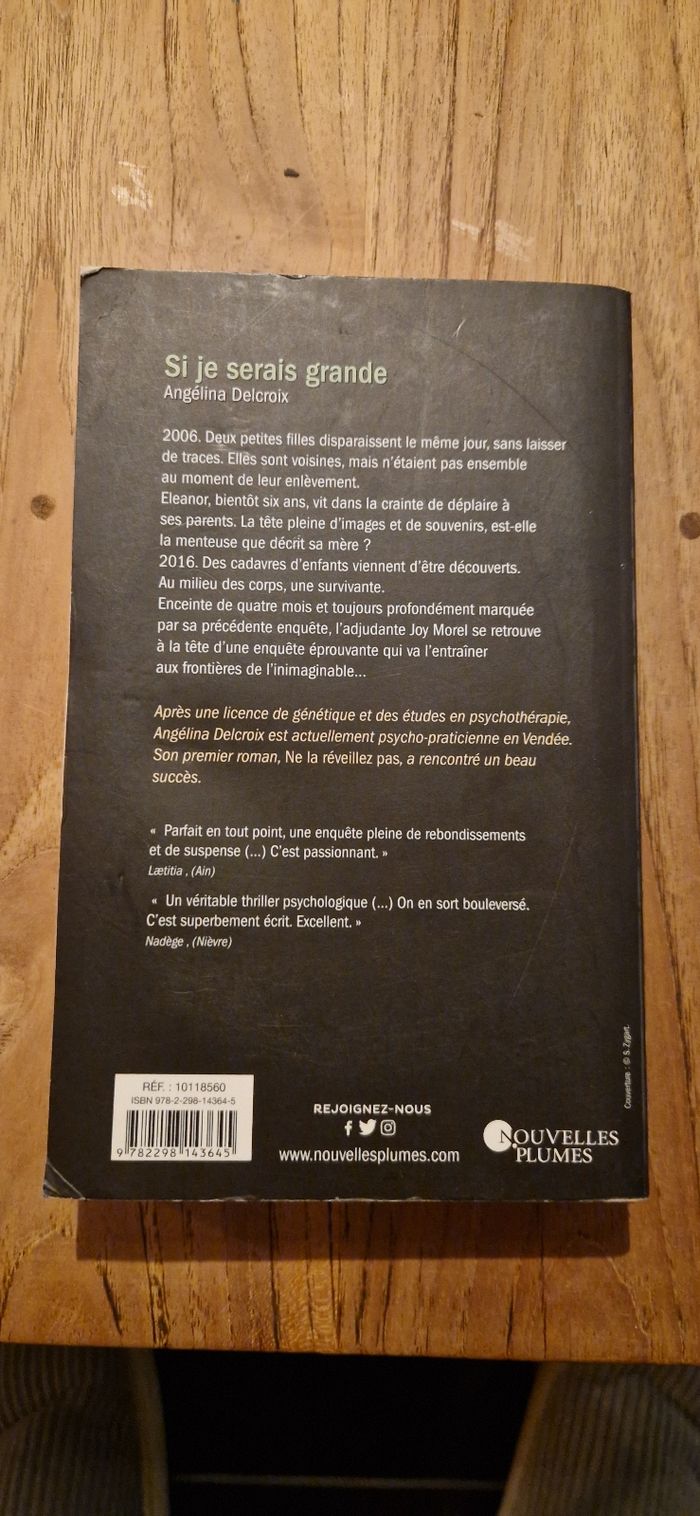 Si je serais grande
Angélina Delcroix
2006. Deux petites filles disparaissent le même jour, sans laisser
de traces. Elles sont voisines, mais n'étaient pas ensemble
au moment de leur enlèvement.
Eleanor, bientôt six ans, vit dans la crainte de déplaire à
ses parents. La tête pleine d'images et de souvenirs, est-elle
la menteuse que décrit sa mère ?
2016. Des cadavres d'enfants viennent d'être découverts.
Au milieu des corps, une survivante.
Enceinte de quatre mois et toujours profondément marquée
par sa précédente enquête, l'adjudante Joy Morel se retrouve
à la tête d'une enquête éprouvante qui va l'entraîner
aux frontières de l'inimaginable...
Après une licence de génétique et des études en psychothérapie,
Angélina Delcroix est actuellement psycho-praticienne en Vendée.
Son premier roman, Ne la réveillez pas, a rencontré un beau
succès.
« Parfait en tout point, une enquête pleine de rebondissements
et de suspense (...) C'est passionnant. »
Lætitia , (Ain)
« Un véritable thriller psychologique (...) On en sort bouleversé.
C'est superbement écrit. Excellent. »
Nadège , (Nièvre)
Couverture : © S. Zygart.
RÉF. : 10118560
ISBN 978-2-298-14364-5
9 782298 143645
REJOIGNEZ-NOUS
www.nouvellesplumes.com
NOUVELLES
PLUMES